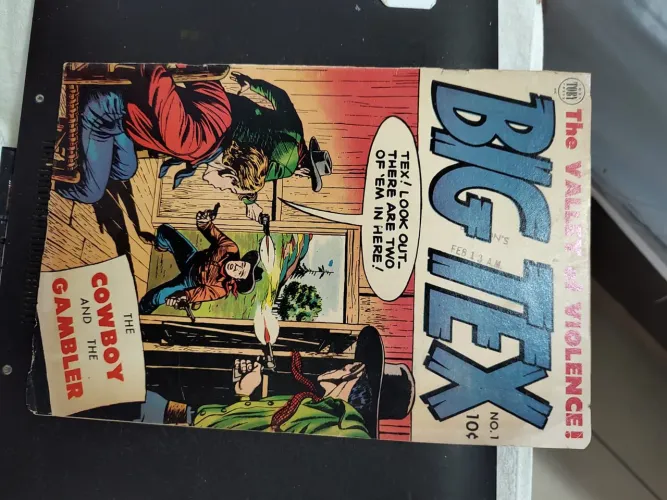 The VALLEY of VIOLENCE!
TOBY
BIG TEX
N'S
FEB 13 A.M
NO. 1
10¢
TEX! LOOK OUT...
THERE ARE TWO
OF 'EM IN HERE!
THE
COWBOY
AND THE
GAMBLER